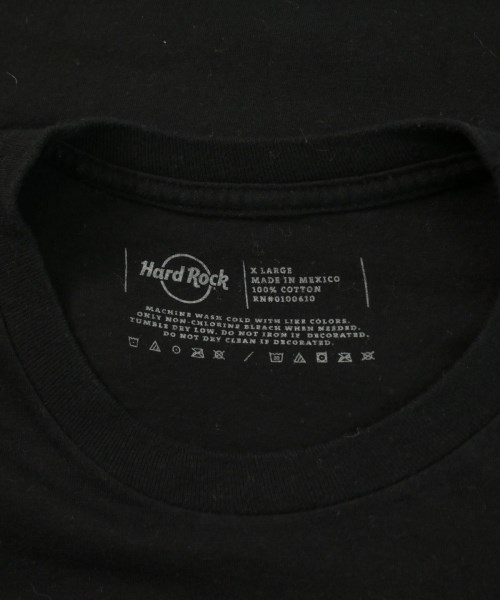 Hard Rock
X LARGE
MADE IN MEXICO
100% COTTON
RN#0100610
MACHINE WASH COLD WITH LIKE COLORS.
ONLY NON-CHLORINE BLEACH WHEN NEEDED.
TUMBLE DRY LOW. DO NOT IRON IF DECORATED.
DO NOT DRY CLEAN IF DECORATED.